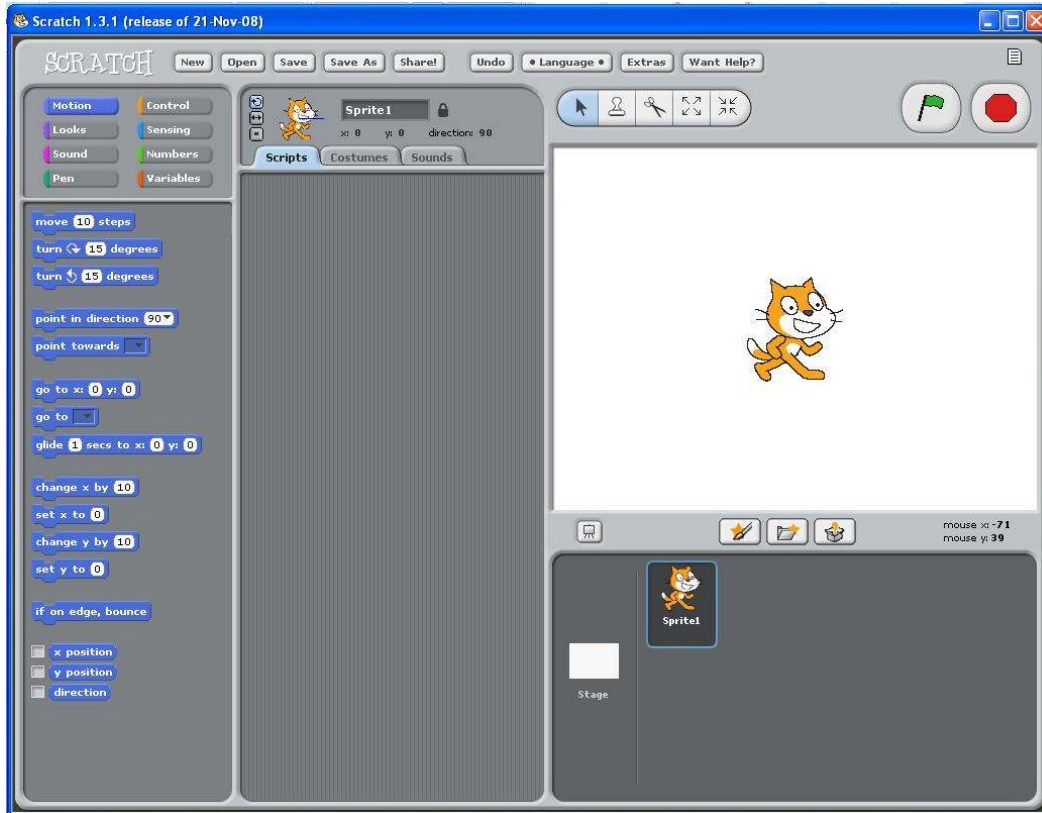 Scratch 1.3.1 (release of 21-Nov-08)
SCRATCH New Open Save Save As Share! Undo • Language • Extras Want Help?
Motion Control
Looks Sensing
Sound Numbers
Pen Variables
Sprite1
x: 0 y: 0 direction: 90
Scripts Costumes Sounds
move 10 steps
turn 15 degrees
turn 15 degrees
point in direction 90
point towards
go to x: 0 y: 0
go to
glide 1 secs to x: 0 y: 0
change x by 10
set x to 0
change y by 10
set y to 0
if on edge, bounce
x position
y position
direction
mouse x: -71
mouse y: 39
Sprite1
Stage